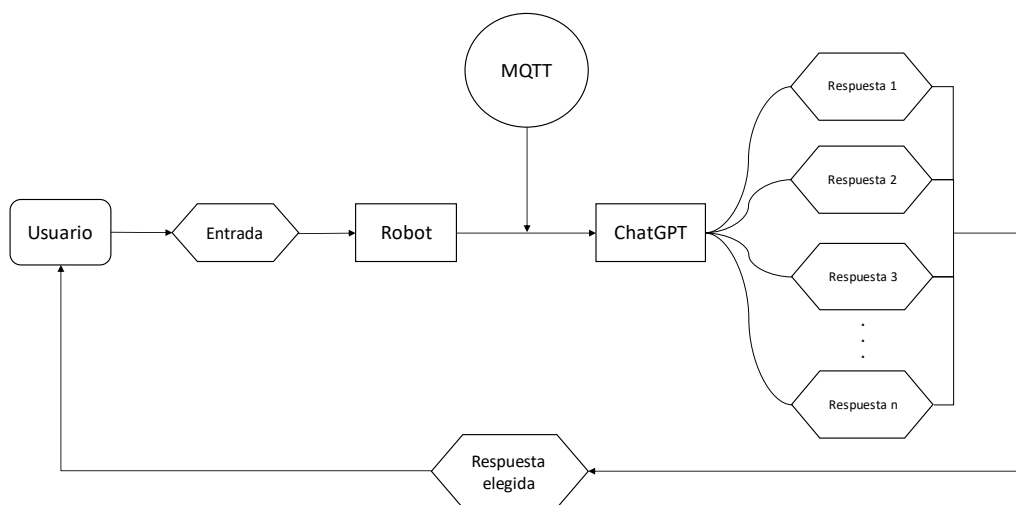 MQTT
Respuesta 1
Respuesta 2
Usuario
Entrada
Robot
ChatGPT
Respuesta 3
Respuesta n
Respuesta
elegida